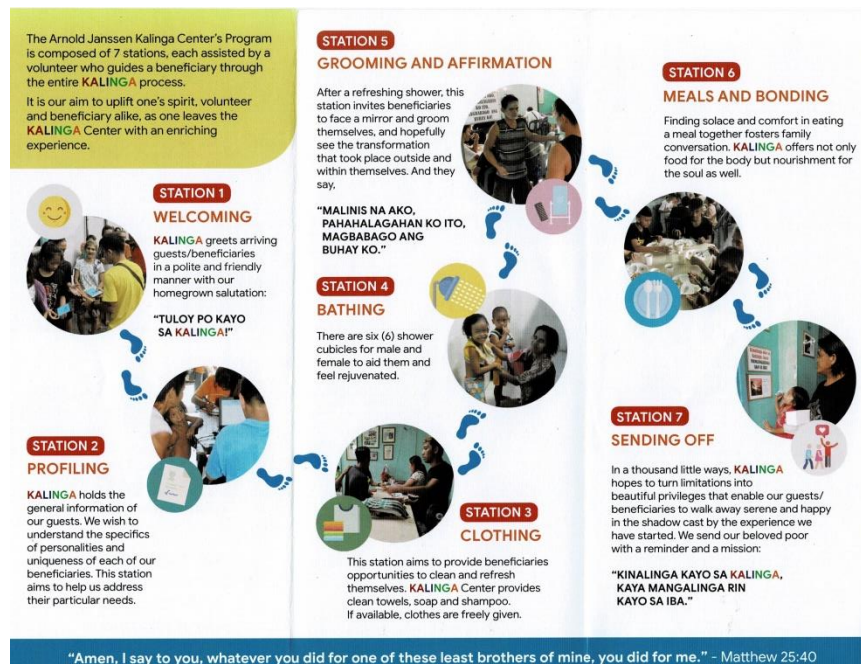 The Arnold Janssen Kalinga Center's Program
is composed of 7 stations, each assisted by a
volunteer who guides a beneficiary through
the entire KALINGA process.
It is our aim to uplift one's spirit, volunteer
and beneficiary alike, as one leaves the
KALINGA Center with an enriching
experience.
STATION 1
WELCOMING
KALINGA greets arriving
guests/beneficiaries
in a polite and friendly
manner with our
homegrown salutation:
"TULOY PO KAYO
SA KALINGA!"
STATION 2
PROFILING
KALINGA holds the
general information of
our guests. We wish to
understand the specifics
of personalities and
uniqueness of each of our
beneficiaries. This station
aims to help us address
their particular needs.
STATION 3
CLOTHING
This station aims to provide beneficiaries
opportunities to clean and refresh
themselves. KALINGA Center provides
clean towels, soap and shampoo.
If available, clothes are freely given.
STATION 4
BATHING
There are six (6) shower
cubicles for male and
female to aid them and
feel rejuvenated.
STATION 5
GROOMING AND AFFIRMATION
After a refreshing shower, this
station invites beneficiaries
to face a mirror and groom
themselves, and hopefully
see the transformation
that took place outside and
within themselves. And they
say,
"MALINIS NA AKO,
PAHAHALAGAHAN KO ITO,
MAGBABAGO ANG
BUHAY KO."
STATION 6
MEALS AND BONDING
Finding solace and comfort in eating
a meal together fosters family
conversation. KALINGA offers not only
food for the body but nourishment for
the soul as well.
STATION 7
SENDING OFF
In a thousand little ways, KALINGA
hopes to turn limitations into
beautiful privileges that enable our guests/
beneficiaries to walk away serene and happy
in the shadow cast by the experience we
have started. We send our beloved poor
with a reminder and a mission:
"KINALINGA KAYO SA KALINGA,
KAYA MANGALINGA RIN
KAYO SA IBA."
"Amen, I say to you, whatever you did for one of these least brothers of mine, you did for me." - Matthew 25:40